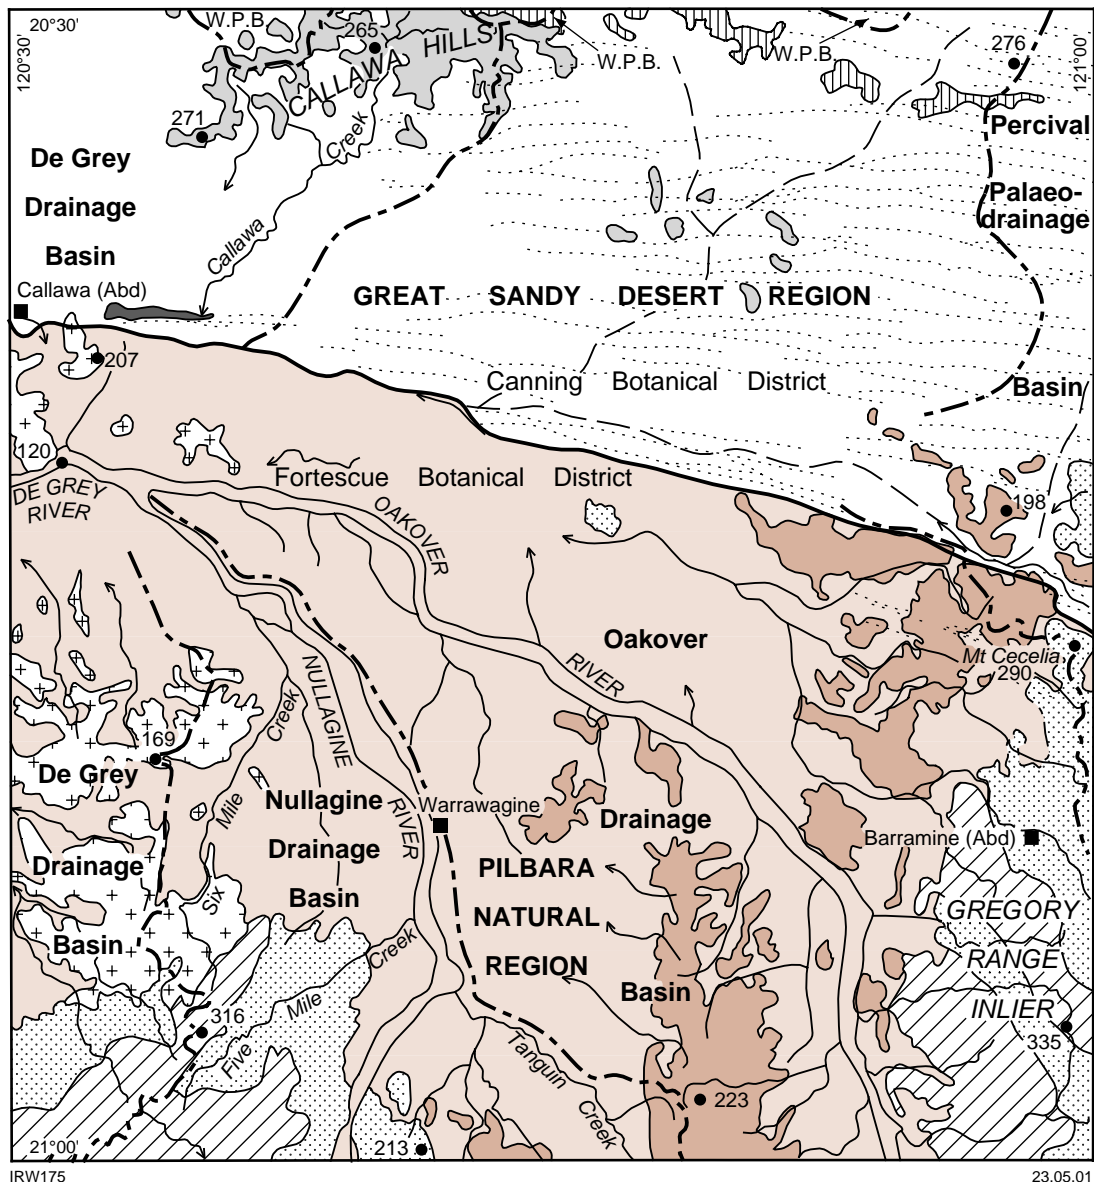 20°30'
120°30'
W.P.B.
265
CALLAWA HILLS
W.P.B.
W.P.B.
276
121°00'
271
Creek
Percival
De Grey
Palaeo-
drainage
Drainage
Callawa
Basin
Callawa (Abd)
GREAT SANDY DESERT REGION
207
Canning Botanical District
Basin
120
Fortescue Botanical District
DE GREY
RIVER
OAKOVER
198
Oakover
RIVER
Mt Cecelia
290
NULLAGINE
Creek
169
De Grey
Nullagine
Mile
RIVER
Warrawagine
Drainage
Barramine (Abd)
Drainage
Drainage
PILBARA
Six
Basin
GREGORY
NATURAL
Basin
Creek
RANGE
REGION
Basin
Mile
INLIER
316
335
Five
Tanguin
Creek
223
21°00'
213
IRW175
23.05.01